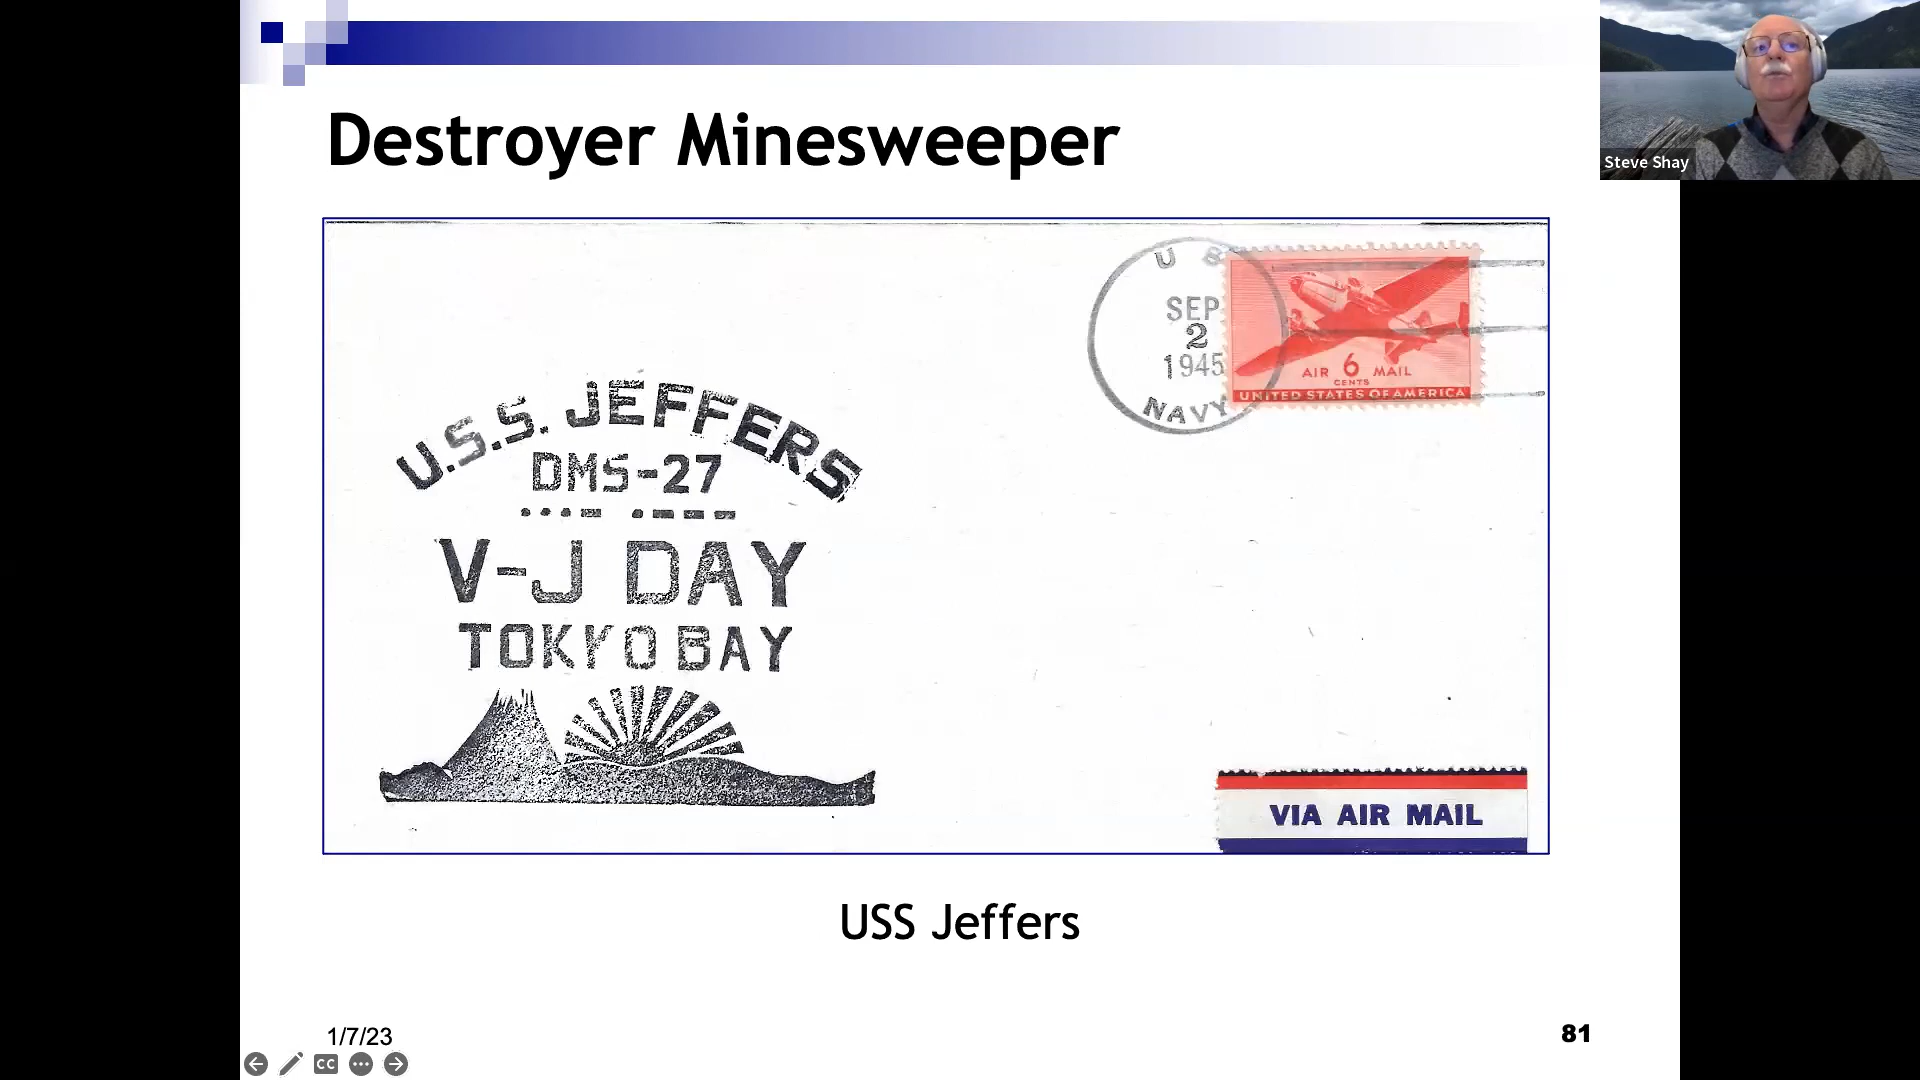 Destroyer Minesweeper
Steve Shay
U S
SEP
2
1945
NAVY
AIR 6 MAIL
CENTS
UNITED STATES OF AMERICA
U.S.S. JEFFERS
DMS-27
V-J DAY
TOKYO BAY
VIA AIR MAIL
USS Jeffers
1/7/23
81
CC